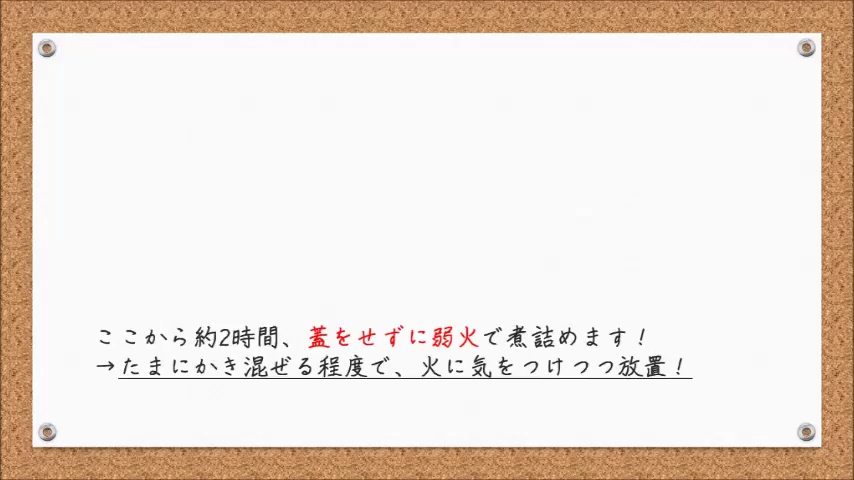 ここから約2時間、蓋をせずに弱火で煮詰めます！
→たまにかき混ぜる程度で、火に気をつけつつ放置！